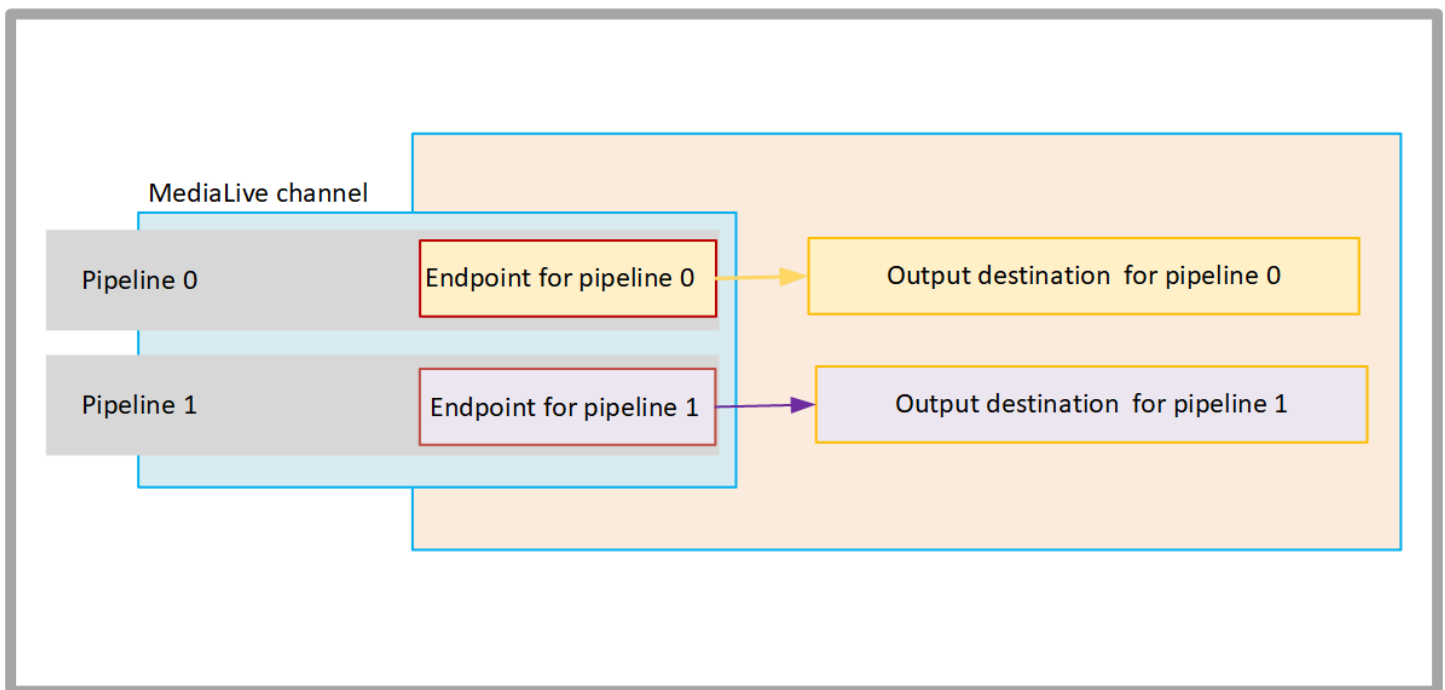 MediaLive channel
Pipeline 0
Endpoint for pipeline 0
Output destination  for pipeline 0
Pipeline 1
Endpoint for pipeline 1
Output destination  for pipeline 1